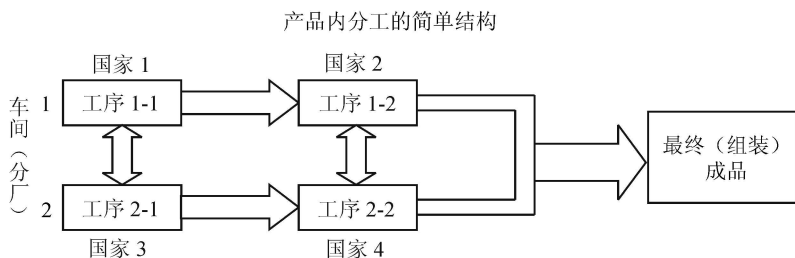 产品内分工的简单结构
国家 1
国家 2
车间（分厂）
1
工序 1-1
工序 1-2
最终（组装）
成品
2
工序 2-1
工序 2-2
国家 3
国家 4